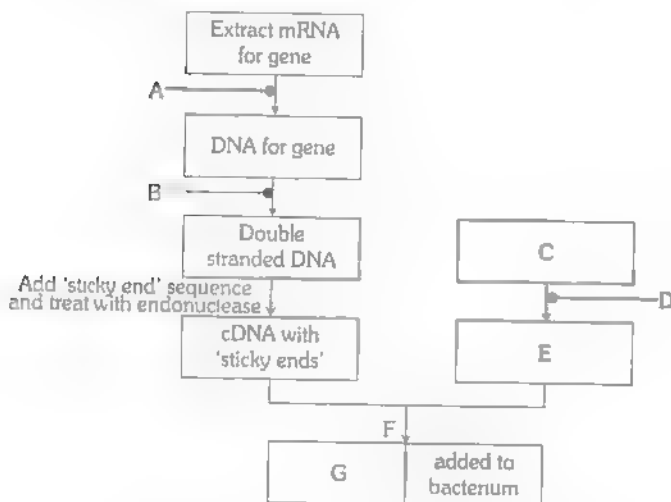 Extract mRNA
for gene
A
DNA for gene
B
Double
stranded DNA
C
Add 'sticky end' sequence
and treat with endonuclease
D
cDNA with
'sticky ends'
E
F
G
added to
bacterium